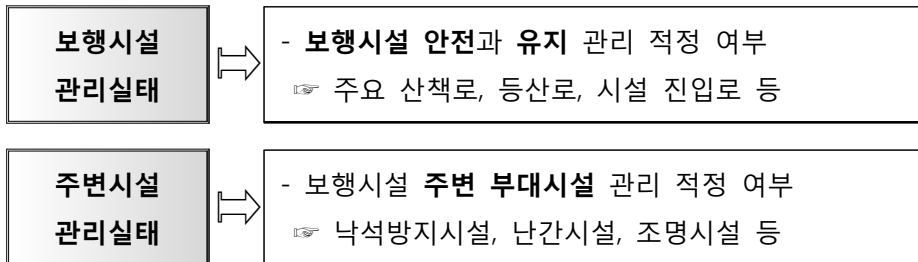 보행시설
관리실태
- 보행시설 안전과 유지 관리 적정 여부
☞ 주요 산책로, 등산로, 시설 진입로 등
주변시설
관리실태
- 보행시설 주변 부대시설 관리 적정 여부
☞ 낙석방지시설, 난간시설, 조명시설 등